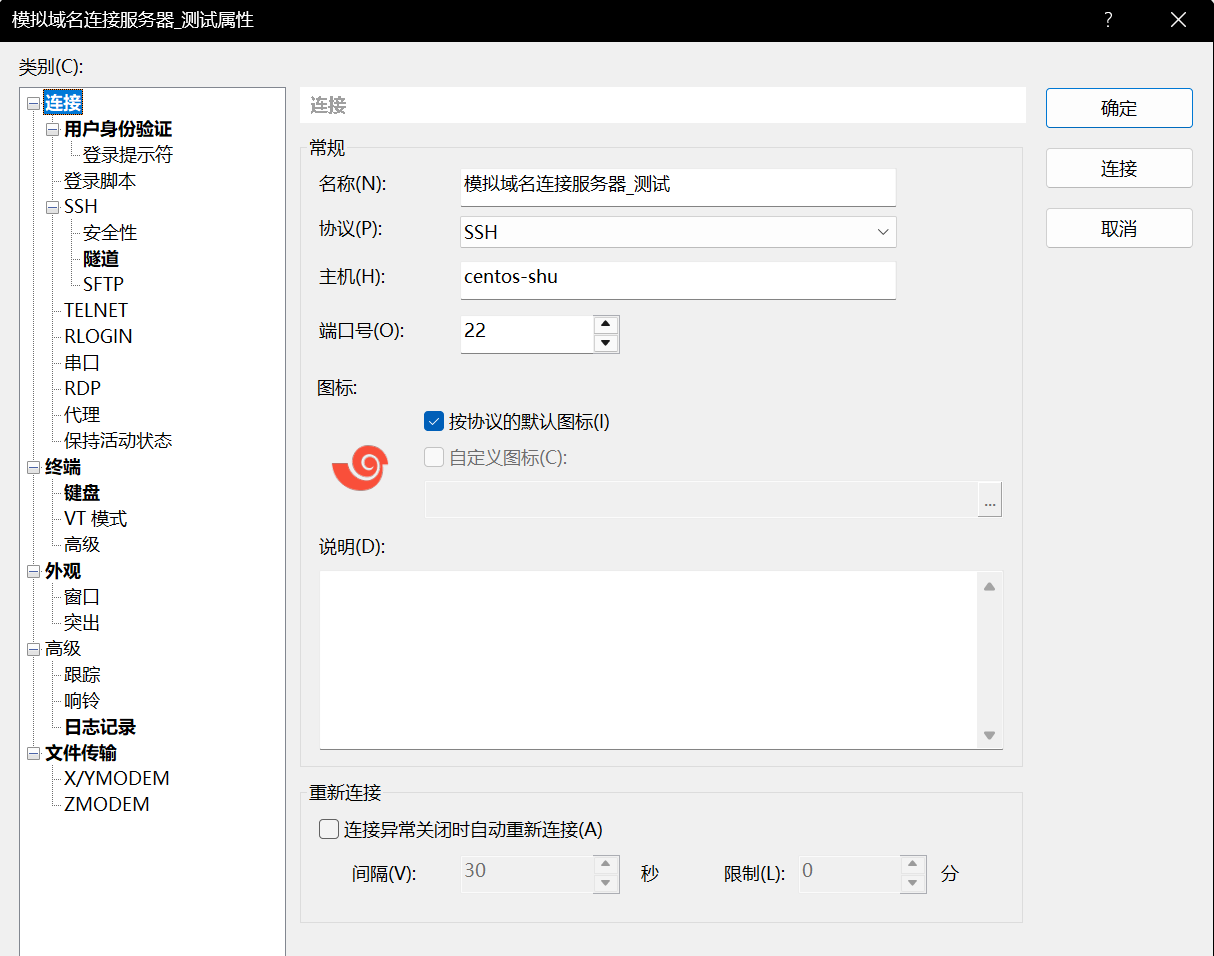 模拟域名连接服务器_测试属性
?
类别(C):
连接
用户身份验证
登录提示符
登录脚本
SSH
安全性
隧道
SFTP
TELNET
RLOGIN
串口
RDP
代理
保持活动状态
终端
键盘
VT 模式
高级
外观
窗口
突出
高级
跟踪
响铃
日志记录
文件传输
X/YMODEM
ZMODEM
连接
常规
名称(N): 模拟域名连接服务器_测试
协议(P): SSH
主机(H): centos-shu
端口号(O): 22
图标:
按协议的默认图标(I)
自定义图标(C):
...
说明(D):
重新连接
连接异常关闭时自动重新连接(A)
间隔(V): 30 秒 限制(L): 0 分
确定
连接
取消